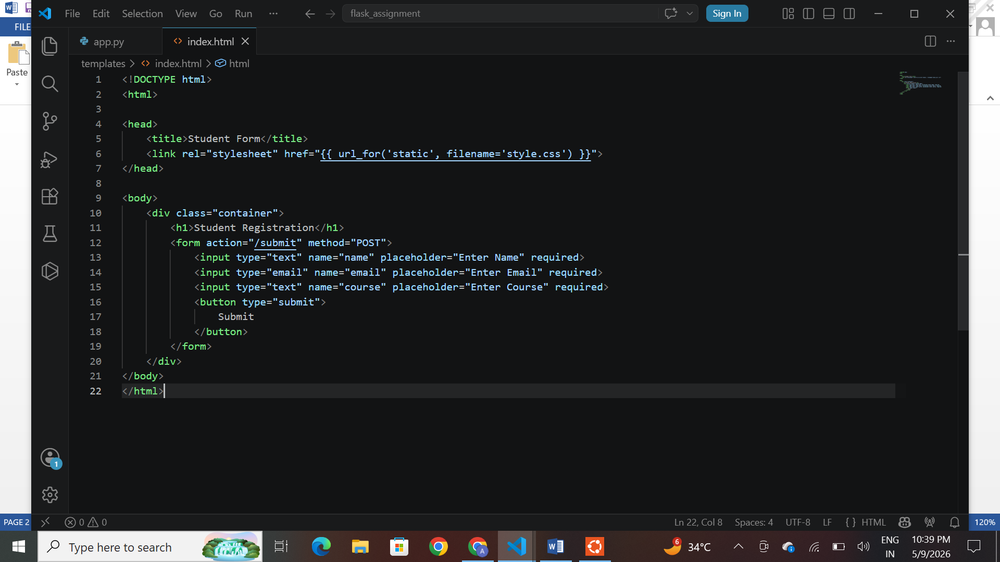 File Edit Selection View Go Run ··· flask_assignment Sign In
FILE
Paste
app.py index.html
templates > index.html > html
1 <!DOCTYPE html>
2 <html>
3
4 <head>
5 <title>Student Form</title>
6 <link rel="stylesheet" href="{{ url_for('static', filename='style.css') }}">
7 </head>
8
9 <body>
10 <div class="container">
11 <h1>Student Registration</h1>
12 <form action="/submit" method="POST">
13 <input type="text" name="name" placeholder="Enter Name" required>
14 <input type="email" name="email" placeholder="Enter Email" required>
15 <input type="text" name="course" placeholder="Enter Course" required>
16 <button type="submit">
17 Submit
18 </button>
19 </form>
20 </div>
21 </body>
22 </html>
1
PAGE 2 0 0 Ln 22, Col 8 Spaces: 4 UTF-8 LF {} HTML 120%
Type here to search 6 34°C ENG 10:39 PM
IN 5/9/2026